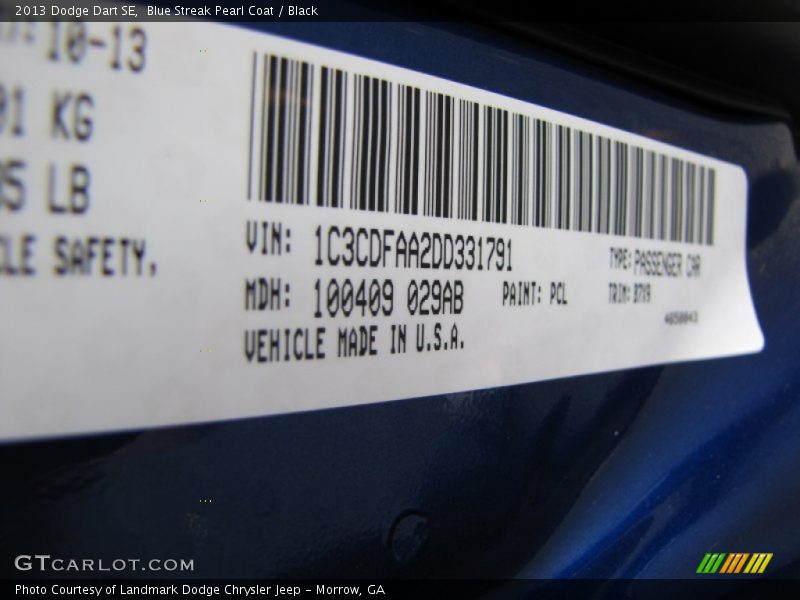 2013 Dodge Dart SE, Blue Streak Pearl Coat / Black
10-13
KG
LB
SAFETY.
VIN: 1C3CDFAA2DD331791
TYPE: PASSENGER CAR
MDH: 100409 029AB
PAINT: PCL
TRIM:
VEHICLE MADE IN U.S.A.
GTCARLOT.COM
Photo Courtesy of Landmark Dodge Chrysler Jeep – Morrow, GA